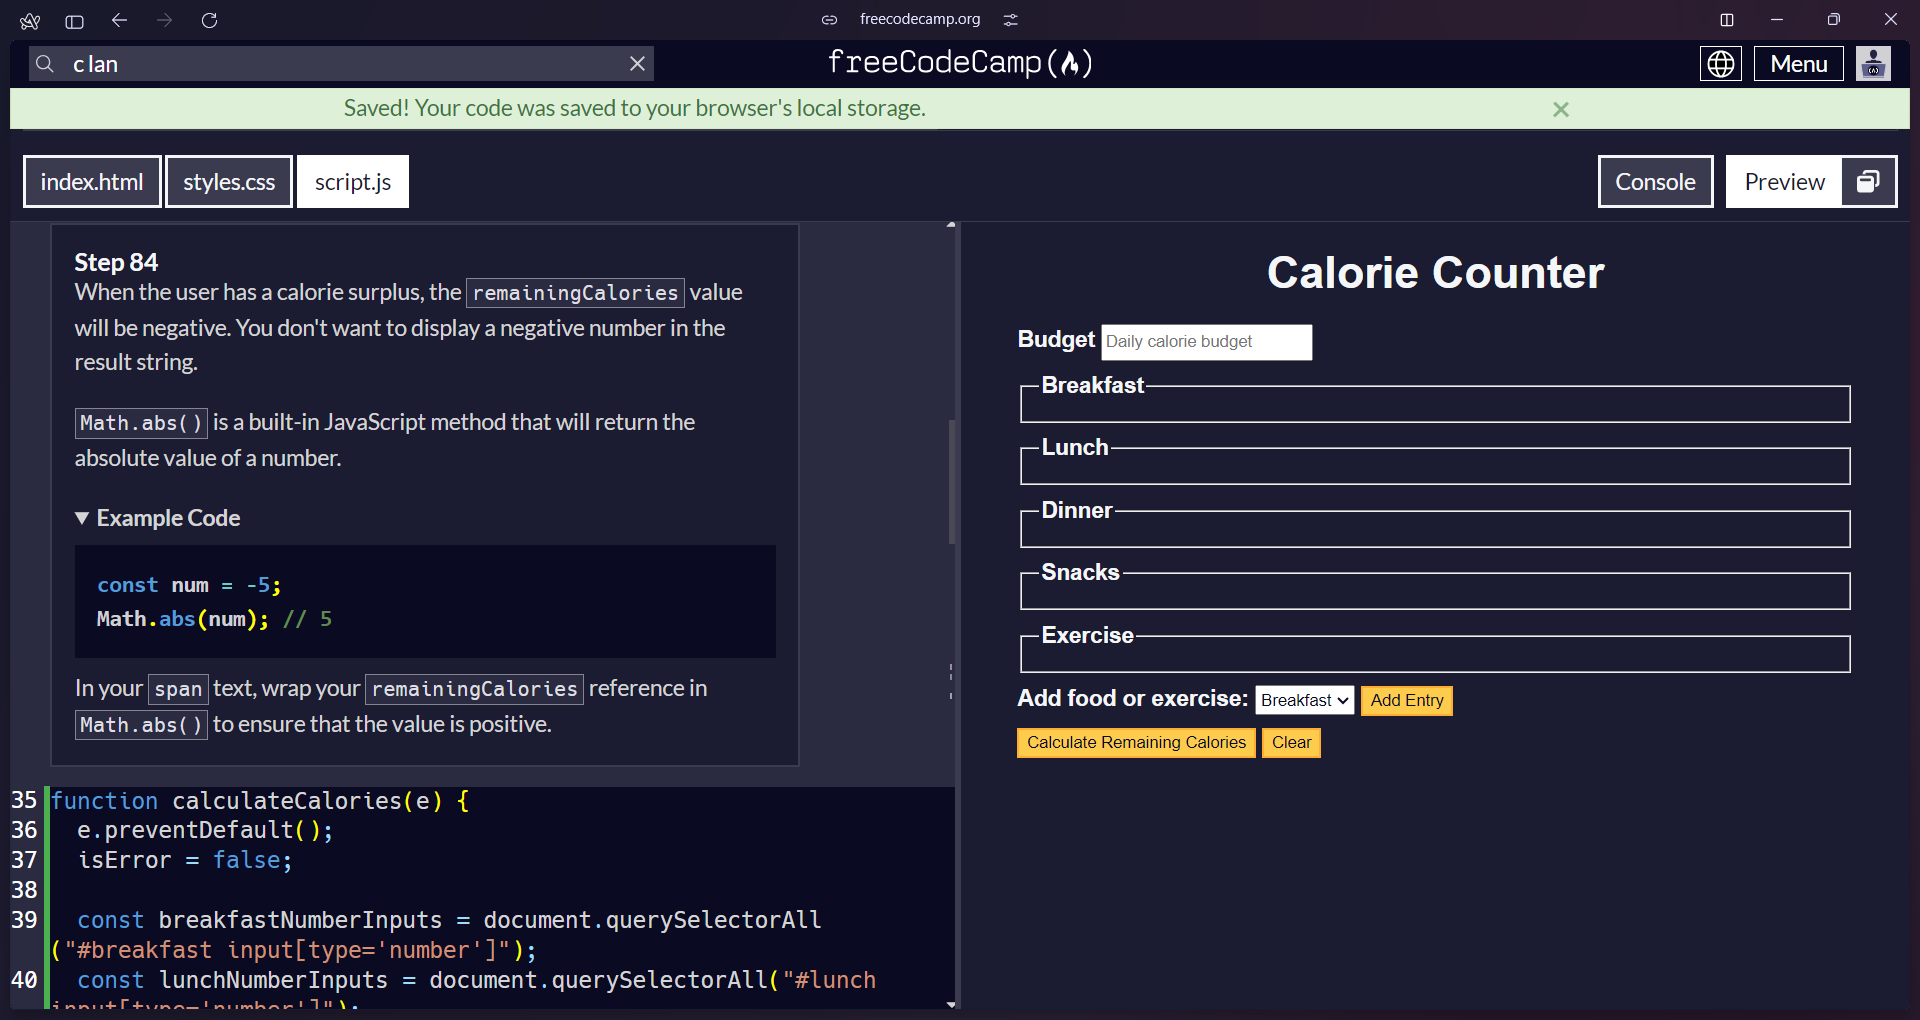 freecodecamp.org
c lan
freeCodeCamp
Menu
Saved! Your code was saved to your browser's local storage.
index.html
styles.css
script.js
Console
Preview
Step 84
When the user has a calorie surplus, the remainingCalories value
will be negative. You don't want to display a negative number in the
result string.
Math.abs() is a built-in JavaScript method that will return the
absolute value of a number.
Example Code
const num = -5;
Math.abs(num); // 5
In your span text, wrap your remainingCalories reference in
Math.abs() to ensure that the value is positive.
35 function calculateCalories(e) {
36 e.preventDefault();
37 isError = false;
38
39 const breakfastNumberInputs = document.querySelectorAll
("#breakfast input[type='number']");
40 const lunchNumberInputs = document.querySelectorAll("#lunch
input[type='number']");
Calorie Counter
Budget Daily calorie budget
Breakfast
Lunch
Dinner
Snacks
Exercise
Add food or exercise: Breakfast Add Entry
Calculate Remaining Calories Clear